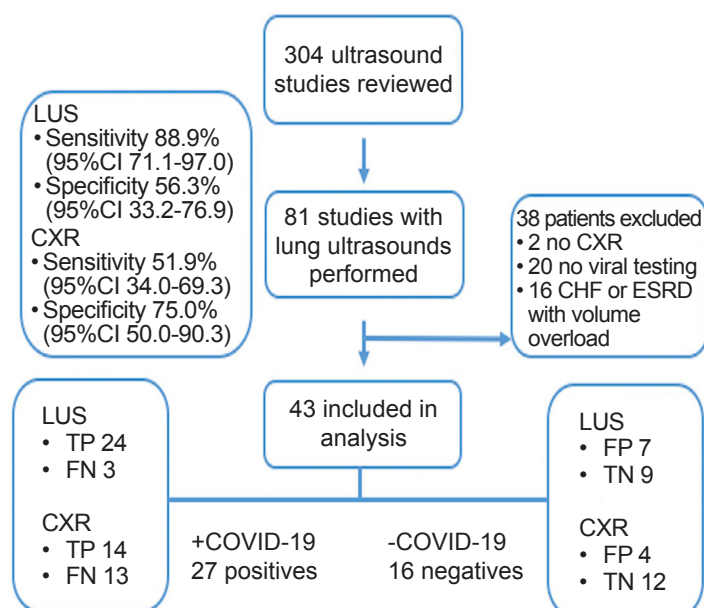 304 ultrasound
studies reviewed
LUS
• Sensitivity 88.9%
(95%CI 71.1-97.0)
• Specificity 56.3%
(95%CI 33.2-76.9)
CXR
• Sensitivity 51.9%
(95%CI 34.0-69.3)
• Specificity 75.0%
(95%CI 50.0-90.3)
81 studies with
lung ultrasounds
performed
38 patients excluded
• 2 no CXR
• 20 no viral testing
• 16 CHF or ESRD
with volume
overload
43 included in
analysis
LUS
• TP 24
• FN 3
CXR
• TP 14
• FN 13
+COVID-19
27 positives
-COVID-19
16 negatives
LUS
• FP 7
• TN 9
CXR
• FP 4
• TN 12